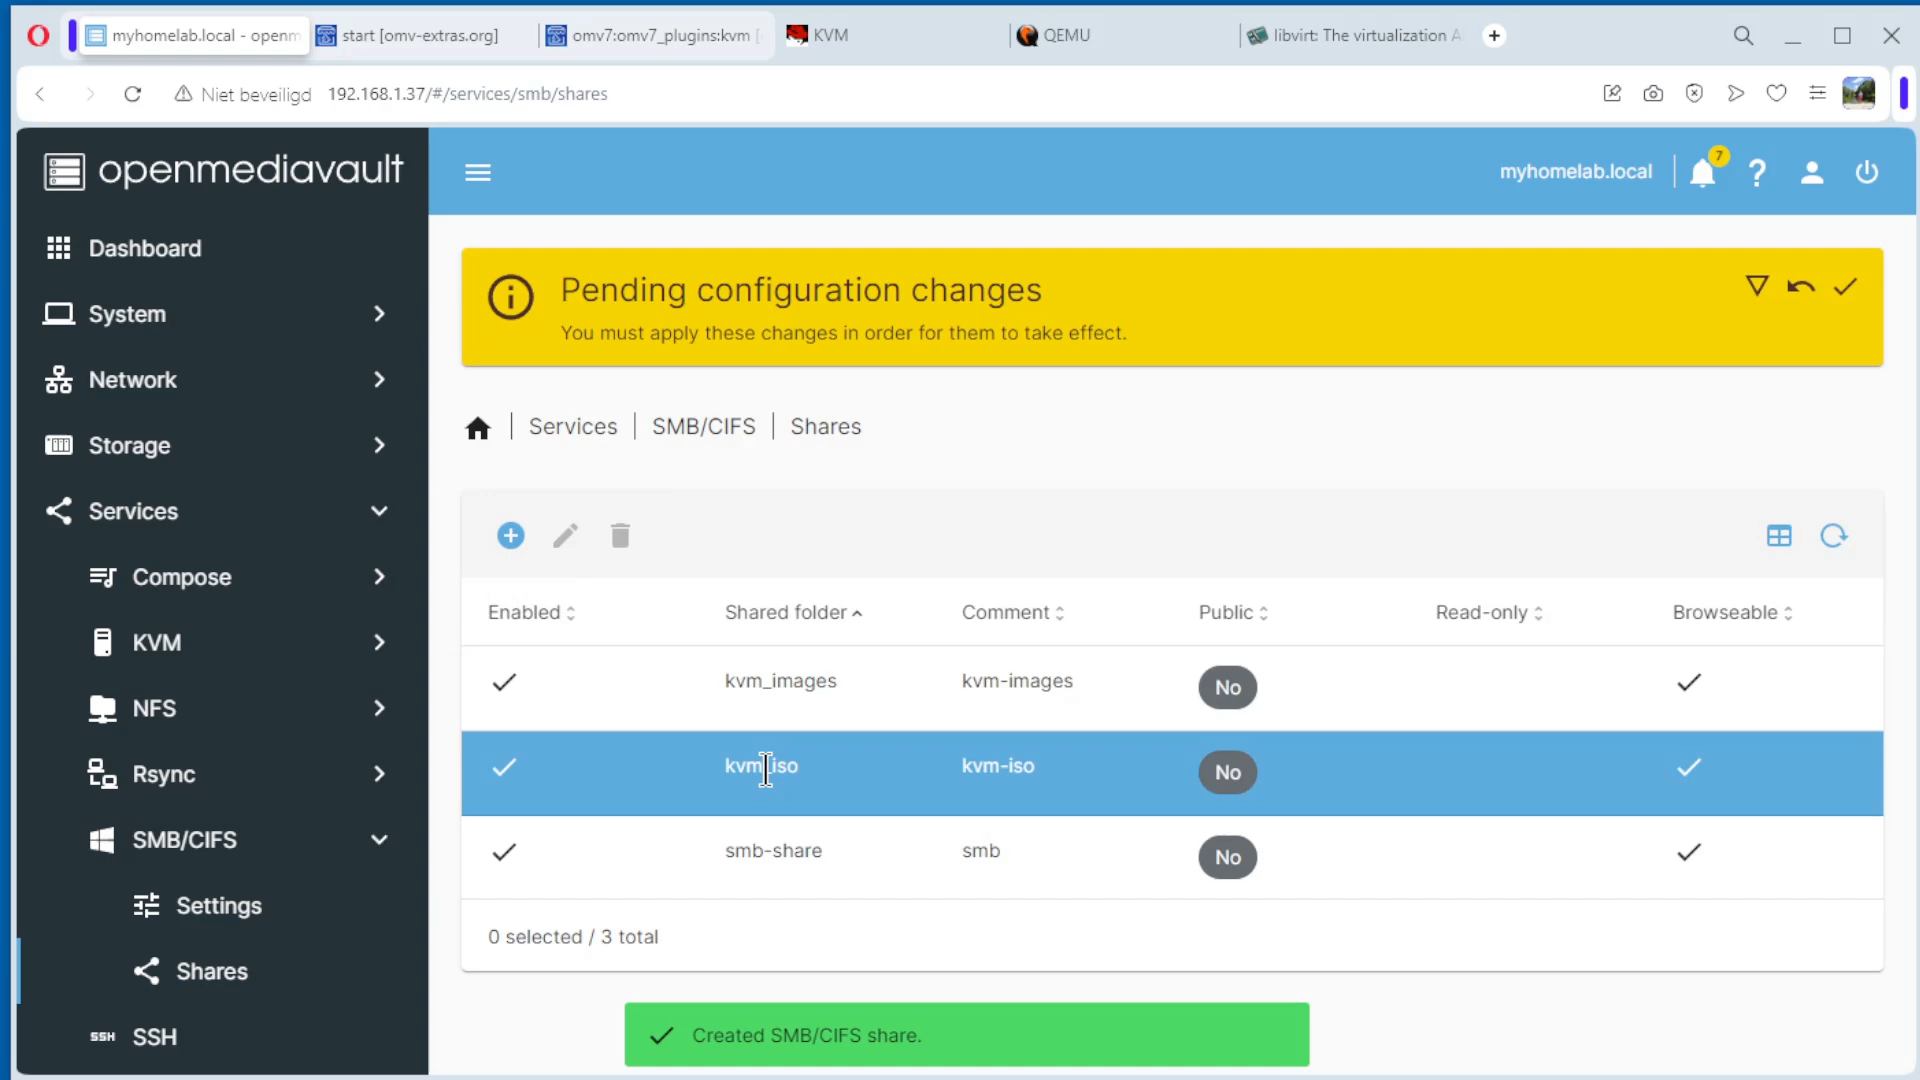 myhomelab.local - openm
start [omv-extras.org]
omv7:omv7_plugins:kvm [
KVM
QEMU
libvirt: The virtualization A
Niet beveiligd
192.168.1.37/#/services/smb/shares
openmediavault
myhomelab.local
7
Dashboard
System
Network
Storage
Services
Compose
KVM
NFS
Rsync
SMB/CIFS
Settings
Shares
SSH
SSH
Pending configuration changes
You must apply these changes in order for them to take effect.
Services | SMB/CIFS | Shares
Enabled Shared folder Comment Public Read-only Browseable
kvm_images kvm-images No
kvm_iso kvm-iso No
smb-share smb No
0 selected / 3 total
Created SMB/CIFS share.